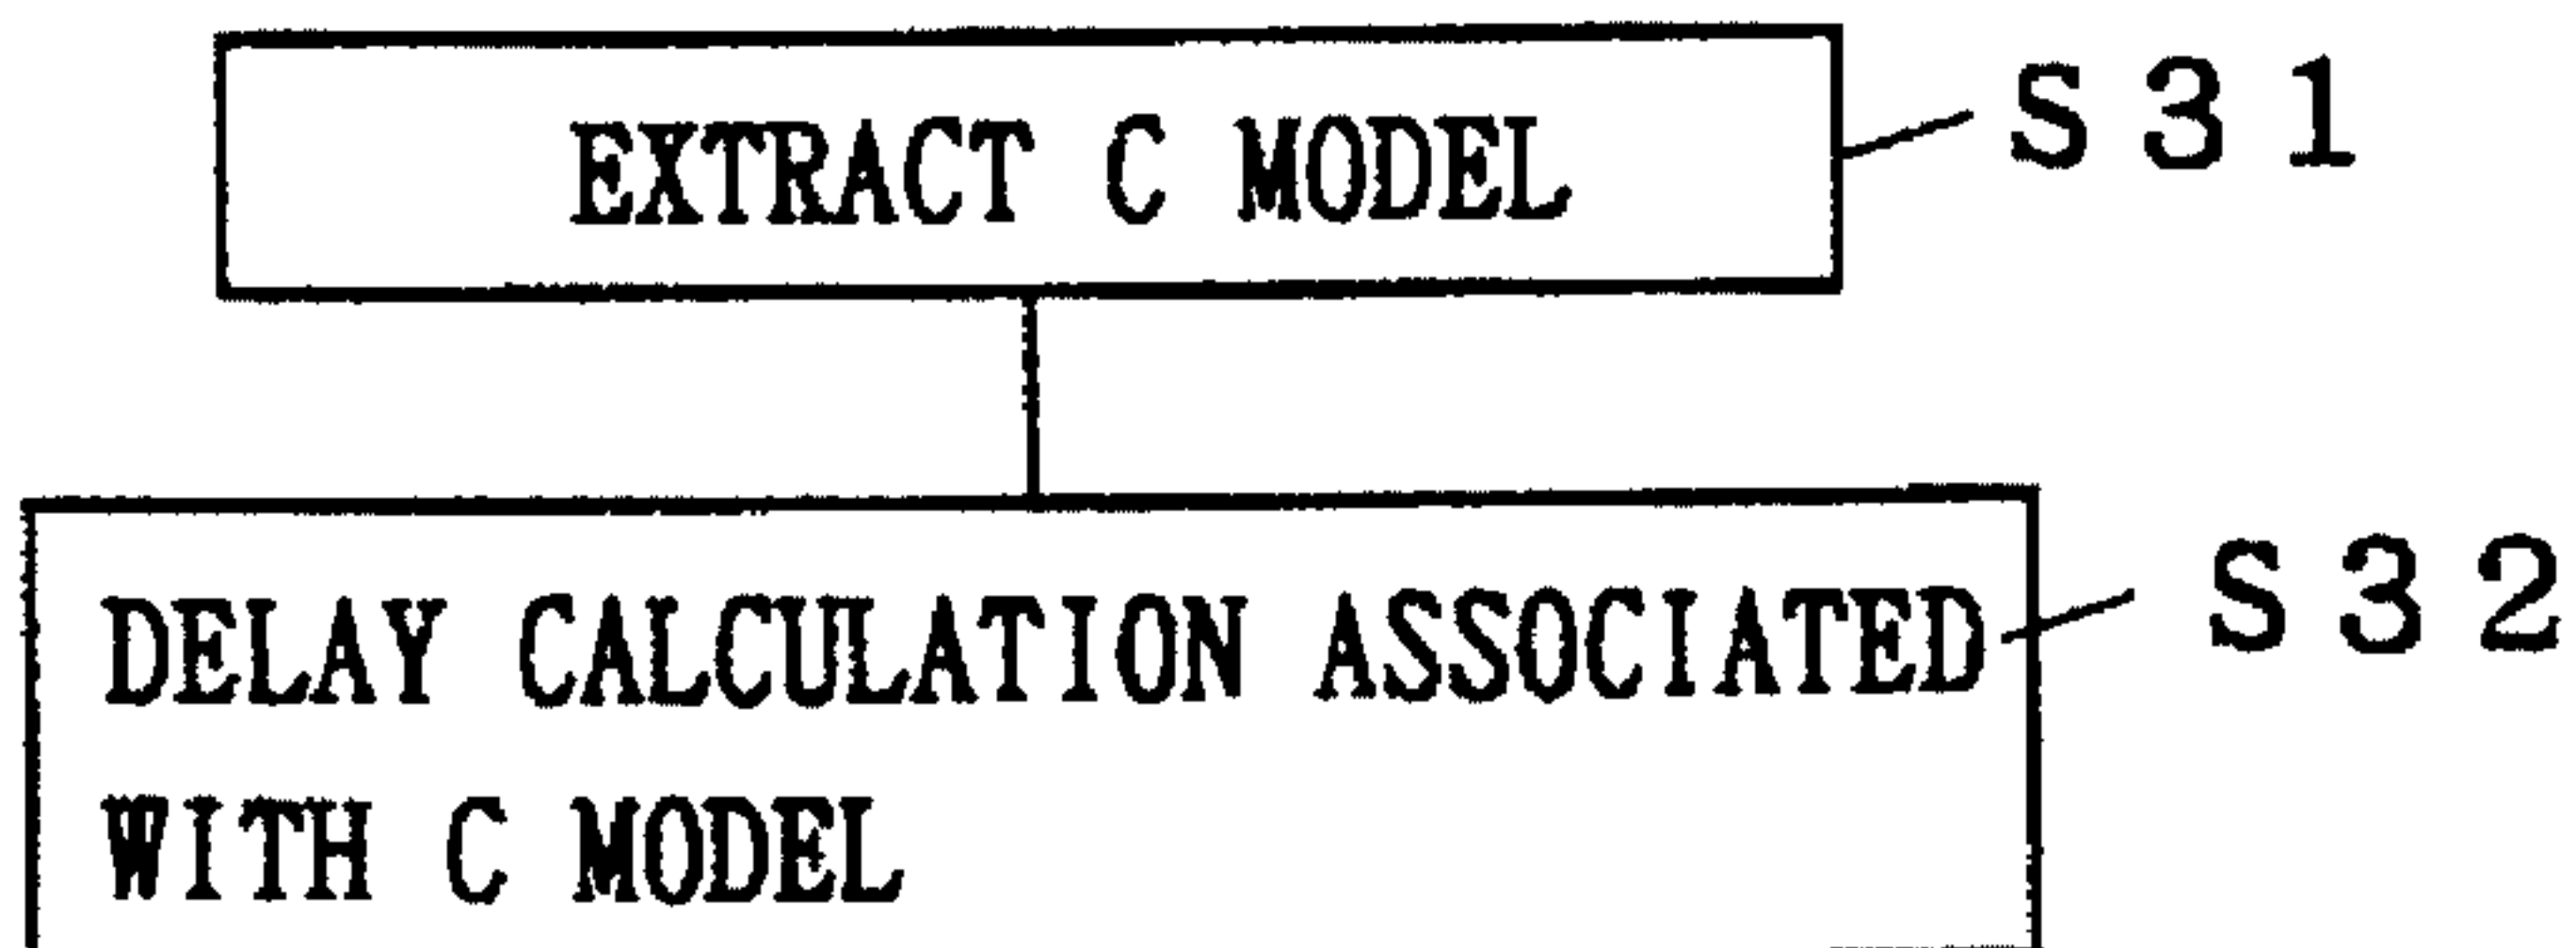 EXTRACT C MODEL
S31
DELAY CALCULATION ASSOCIATED
S32
WITH C MODEL